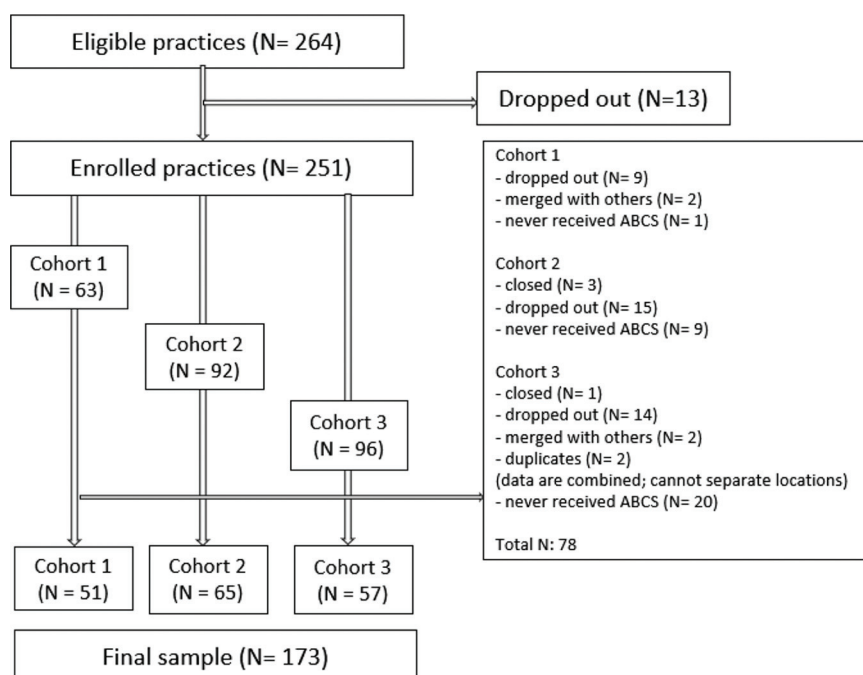 Eligible practices (N= 264)
Dropped out (N=13)
Enrolled practices (N= 251)
Cohort 1
- dropped out (N= 9)
- merged with others (N= 2)
- never received ABCS (N= 1)
Cohort 2
- closed (N= 3)
- dropped out (N= 15)
- never received ABCS (N= 9)
Cohort 3
- closed (N= 1)
- dropped out (N= 14)
- merged with others (N= 2)
- duplicates (N= 2)
(data are combined; cannot separate locations)
- never received ABCS (N= 20)
Total N: 78
Cohort 1
(N = 63)
Cohort 2
(N = 92)
Cohort 3
(N = 96)
Cohort 1
(N = 51)
Cohort 2
(N = 65)
Cohort 3
(N = 57)
Final sample (N= 173)